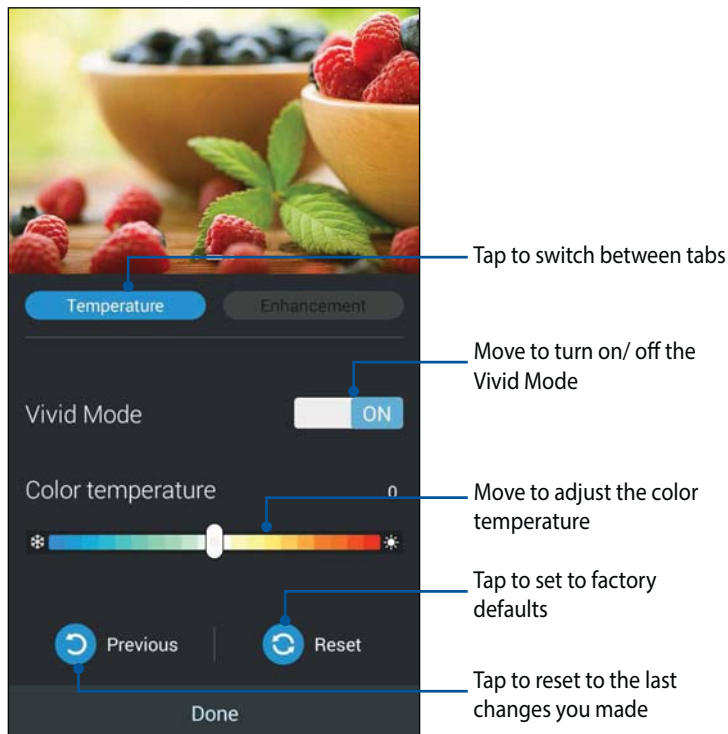 Tap to switch between tabs
Temperature
Enhancement
Move to turn on/ off the
Vivid Mode
Vivid Mode
ON
Color temperature
0
Move to adjust the color
temperature
Tap to set to factory
defaults
Previous
Reset
Tap to reset to the last
changes you made
Done